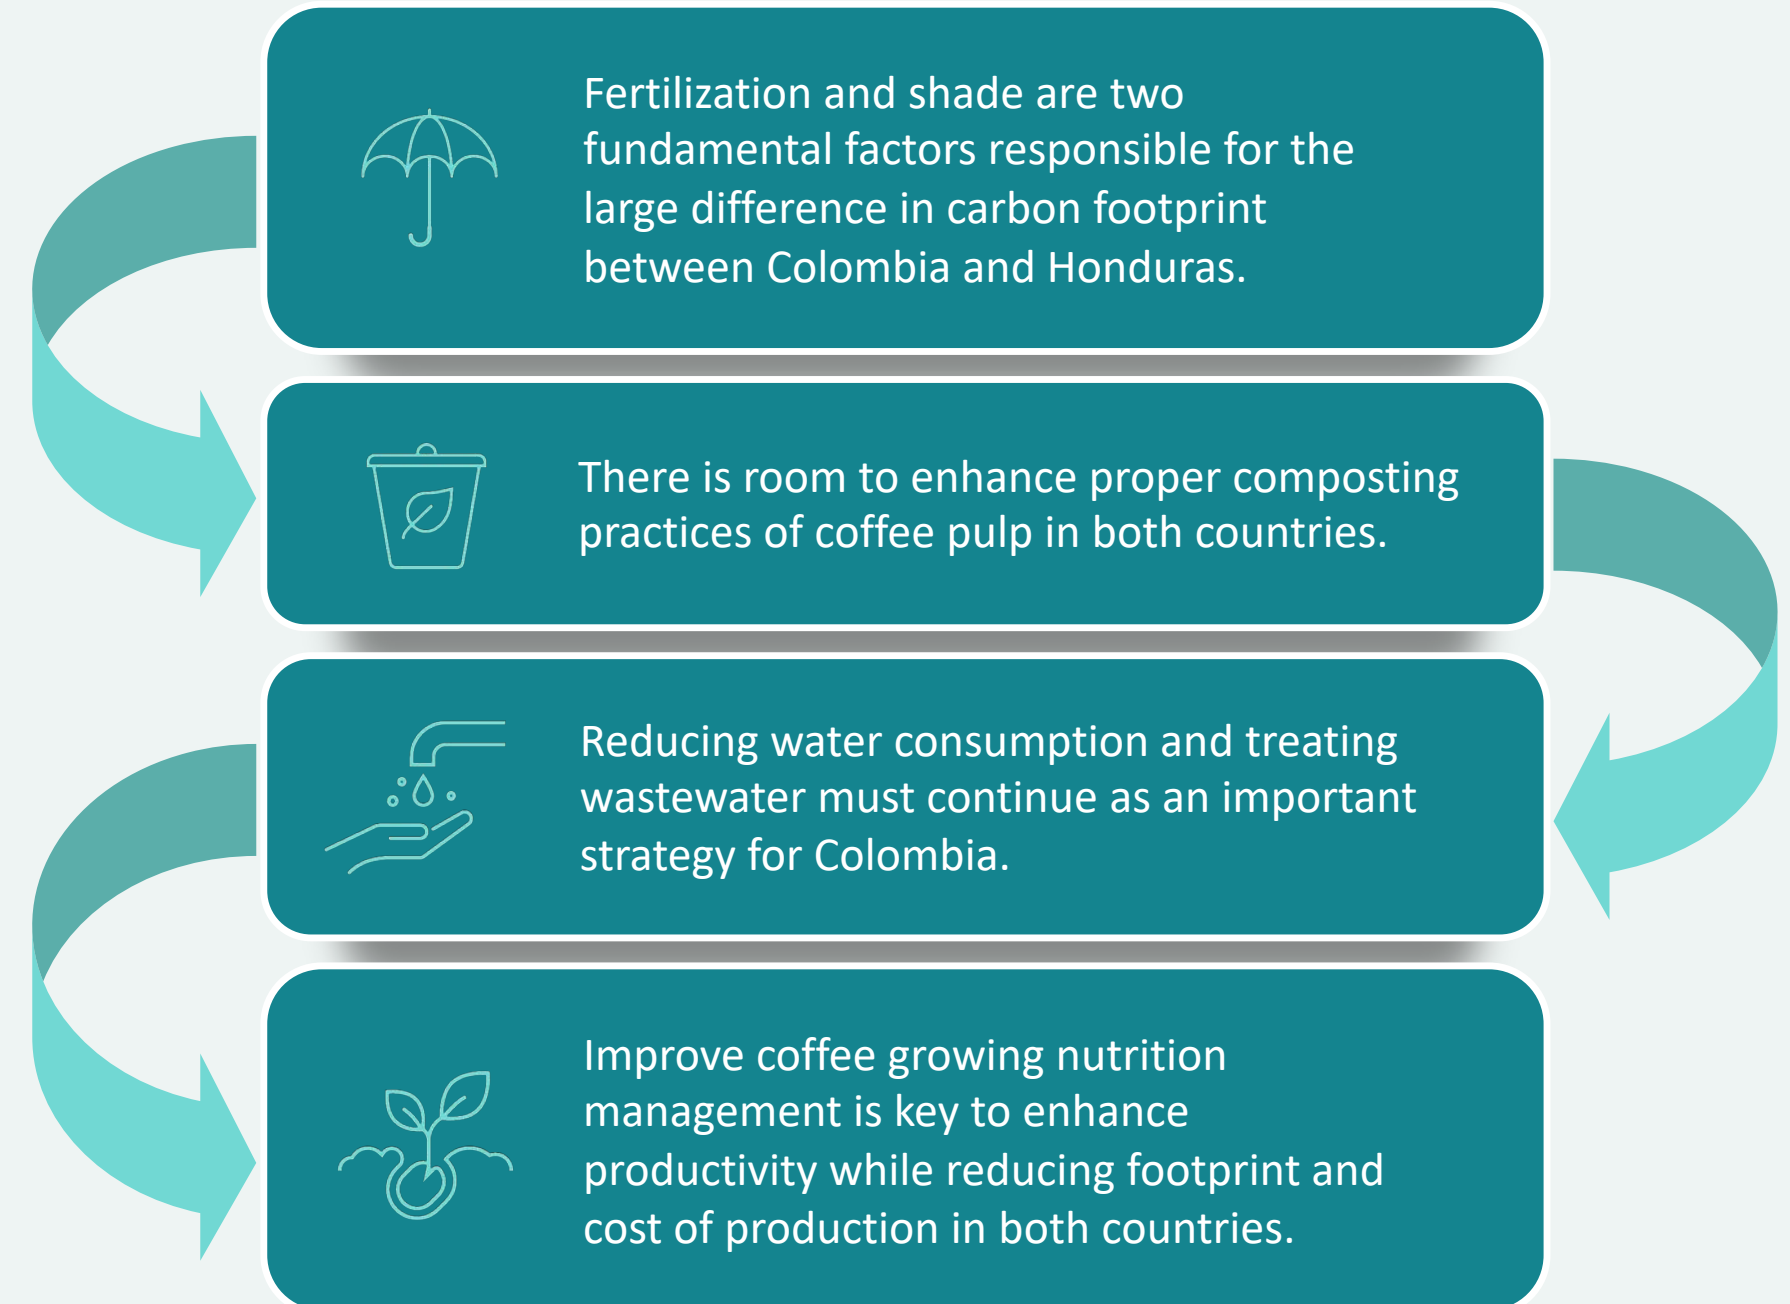 Fertilization and shade are two
fundamental factors responsible for the
large difference in carbon footprint
between Colombia and Honduras.
There is room to enhance proper composting
practices of coffee pulp in both countries.
Reducing water consumption and treating
wastewater must continue as an important
strategy for Colombia.
Improve coffee growing nutrition
management is key to enhance
productivity while reducing footprint and
cost of production in both countries.